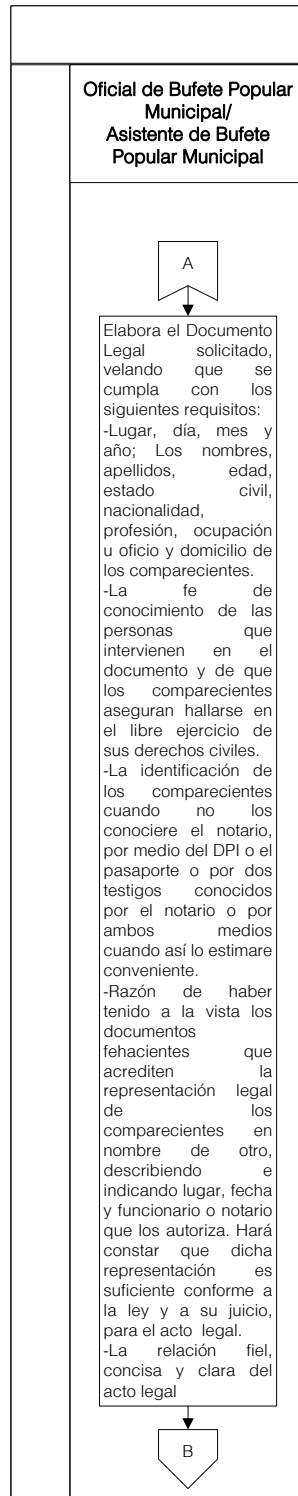 Oficial de Bufete Popular
Municipal/
Asistente de Bufete
Popular Municipal
A
Elabora el Documento
Legal solicitado,
velando que se
cumpla con los
siguientes requisitos:
-Lugar, día, mes y
año; Los nombres,
apellidos, edad,
estado civil,
nacionalidad,
profesión, ocupación
u oficio y domicilio de
los comparecientes.
-La fe de
conocimiento de las
personas que
intervienen en el
documento y de que
los comparecientes
aseguran hallarse en
el libre ejercicio de
sus derechos civiles.
-La identificación de
los comparecientes
cuando no los
conociere el notario,
por medio del DPI o el
pasaporte o por dos
testigos conocidos
por el notario o por
ambos medios
cuando así lo estimare
conveniente.
-Razón de haber
tenido a la vista los
documentos
fehacientes que
acrediten la
representación legal
de los
comparecientes en
nombre de otro,
describiendo e
indicando lugar, fecha
y funcionario o notario
que los autoriza. Hará
constar que dicha
representación es
suficiente conforme a
la ley y a su juicio,
para el acto legal.
-La relación fiel,
concisa y clara del
acto legal
B